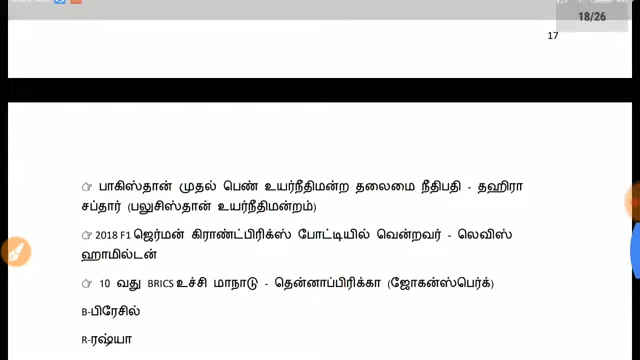 18/26
17
☞ பாகிஸ்தான் முதல் பெண் உயர்நீதிமன்ற தலைமை நீதிபதி - தஹிரா
சப்தார் (பலுசிஸ்தான் உயர்நீதிமன்றம்)
☞ 2018 F1 ஜெர்மன் கிராண்ட்பிரிக்ஸ் போட்டியில் வென்றவர் - லெவிஸ்
ஹாமில்டன்
☞ 10 வது BRICS உச்சி மாநாடு - தென்னாப்பிரிக்கா (ஜோகன்ஸ்பெர்க்)
B-பிரேசில்
R-ரஷ்யா